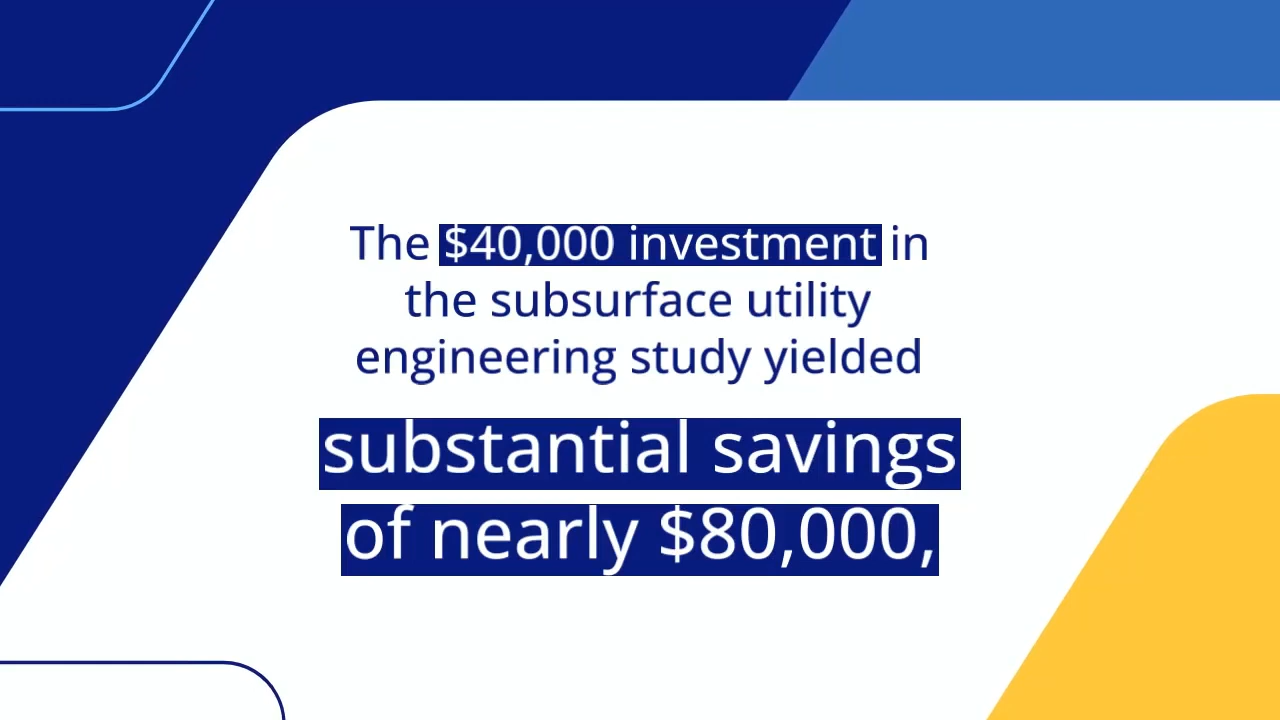 The $40,000 investment in
the subsurface utility
engineering study yielded
substantial savings
of nearly $80,000,